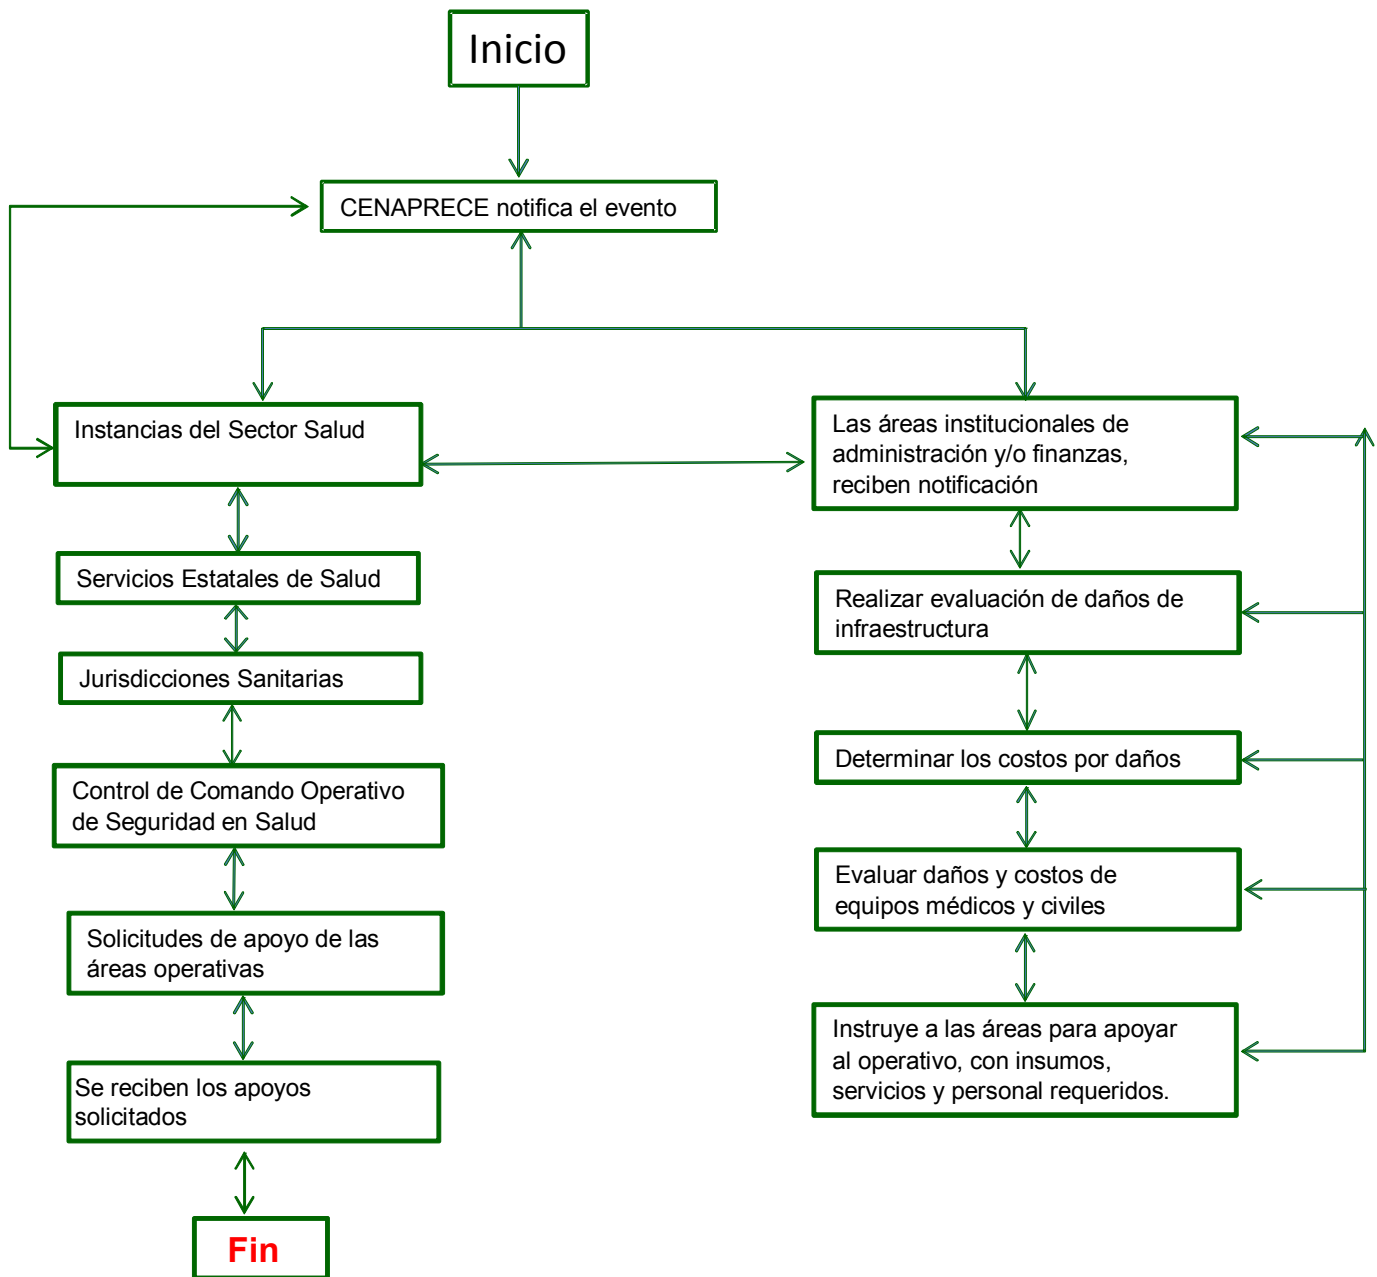 Inicio
CENAPRECE notifica el evento
Instancias del Sector Salud
Servicios Estatales de Salud
Jurisdicciones Sanitarias
Control de Comando Operativo
de Seguridad en Salud
Solicitudes de apoyo de las
áreas operativas
Se reciben los apoyos
solicitados
Fin
Las áreas institucionales de
administración y/o finanzas,
reciben notificación
Realizar evaluación de daños de
infraestructura
Determinar los costos por daños
Evaluar daños y costos de
equipos médicos y civiles
Instruye a las áreas para apoyar
al operativo, con insumos,
servicios y personal requeridos.